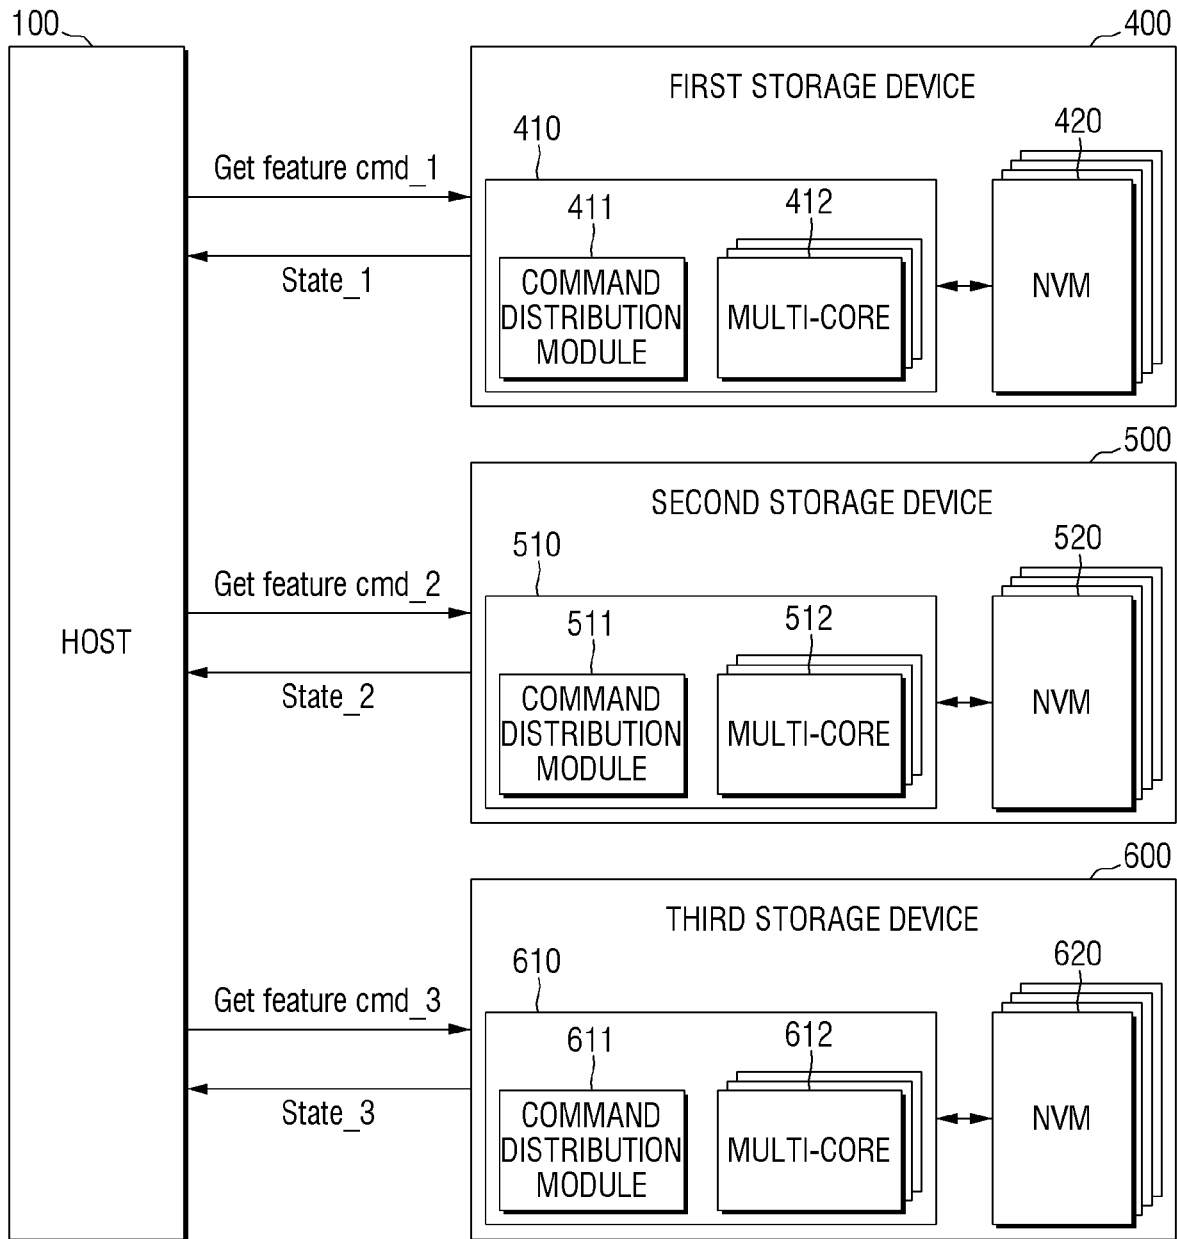 100
400
FIRST STORAGE DEVICE
410
420
Get feature cmd_1
411
412
State_1
COMMAND
DISTRIBUTION
MODULE
MULTI-CORE
NVM
500
SECOND STORAGE DEVICE
510
520
Get feature cmd_2
511
512
HOST
State_2
COMMAND
DISTRIBUTION
MODULE
MULTI-CORE
NVM
600
THIRD STORAGE DEVICE
610
620
Get feature cmd_3
611
612
State_3
COMMAND
DISTRIBUTION
MODULE
MULTI-CORE
NVM